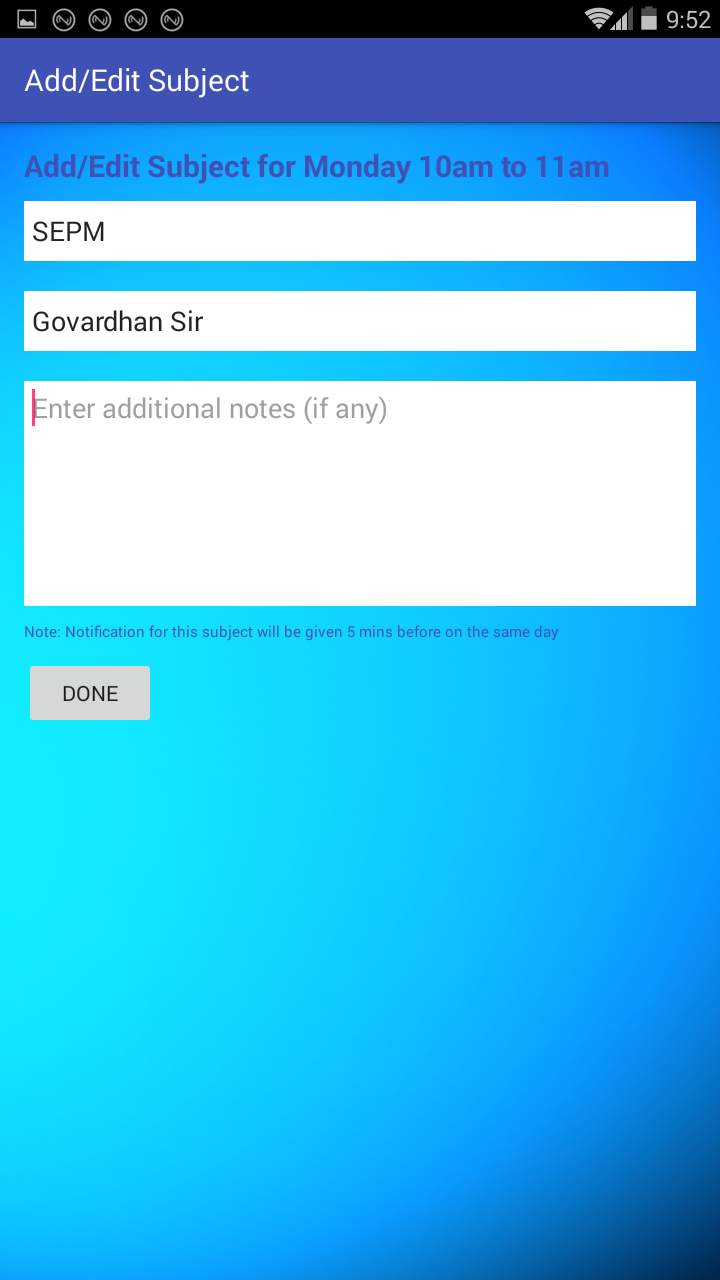 9:52
Add/Edit Subject
Add/Edit Subject for Monday 10am to 11am
SEPM
Govardhan Sir
Enter additional notes (if any)
Note: Notification for this subject will be given 5 mins before on the same day
DONE